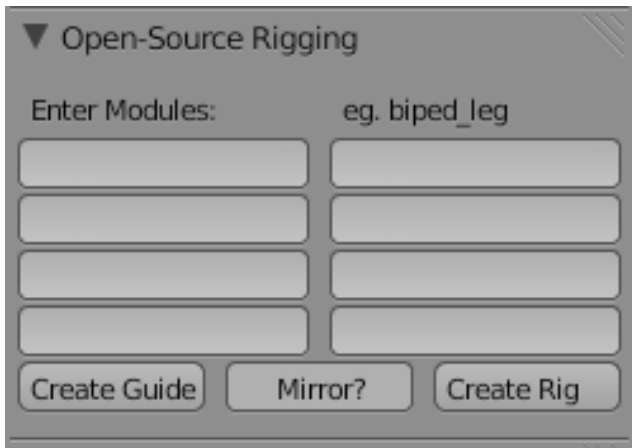 Open-Source Rigging
Enter Modules: eg. biped_leg
Create Guide Mirror? Create Rig